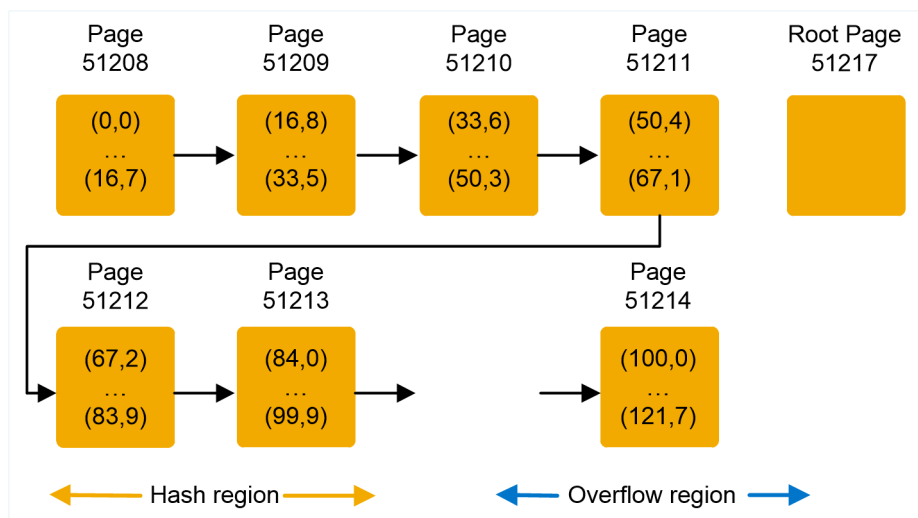 Page
51208
Page
51209
Page
51210
Page
51211
Root Page
51217
(0,0)
...
(16,7)
(16,8)
...
(33,5)
(33,6)
...
(50,3)
(50,4)
...
(67,1)
Page
51212
Page
51213
Page
51214
(67,2)
...
(83,9)
(84,0)
...
(99,9)
(100,0)
...
(121,7)
Hash region
Overflow region